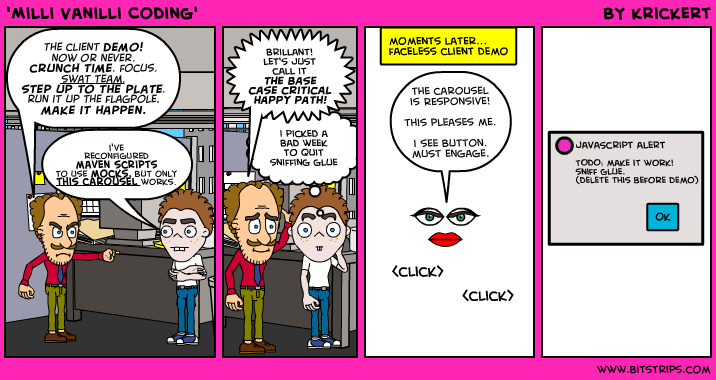 'MILLI VANILLI CODING'
BY KRICKERT
THE CLIENT DEMO!
NOW OR NEVER.
CRUNCH TIME. FOCUS.
SWAT TEAM.
STEP UP TO THE PLATE.
RUN IT UP THE FLAGPOLE.
MAKE IT HAPPEN.
I'VE
RECONFIGURED
MAVEN SCRIPTS
TO USE MOCKS, BUT ONLY
THIS CAROUSEL WORKS.
BRILLANT!
LET'S JUST
CALL IT
THE BASE
CASE CRITICAL
HAPPY PATH!
I PICKED A
BAD WEEK
TO QUIT
SNIFFING GLUE
MOMENTS LATER...
FACELESS CLIENT DEMO
THE CAROUSEL
IS RESPONSIVE!
THIS PLEASES ME.
I SEE BUTTON.
MUST ENGAGE.
<CLICK>
<CLICK>
JAVASCRIPT ALERT
TODO: MAKE IT WORK!
SNIFF GLUE.
(DELETE THIS BEFORE DEMO)
OK
WWW.BITSTRIPS.COM